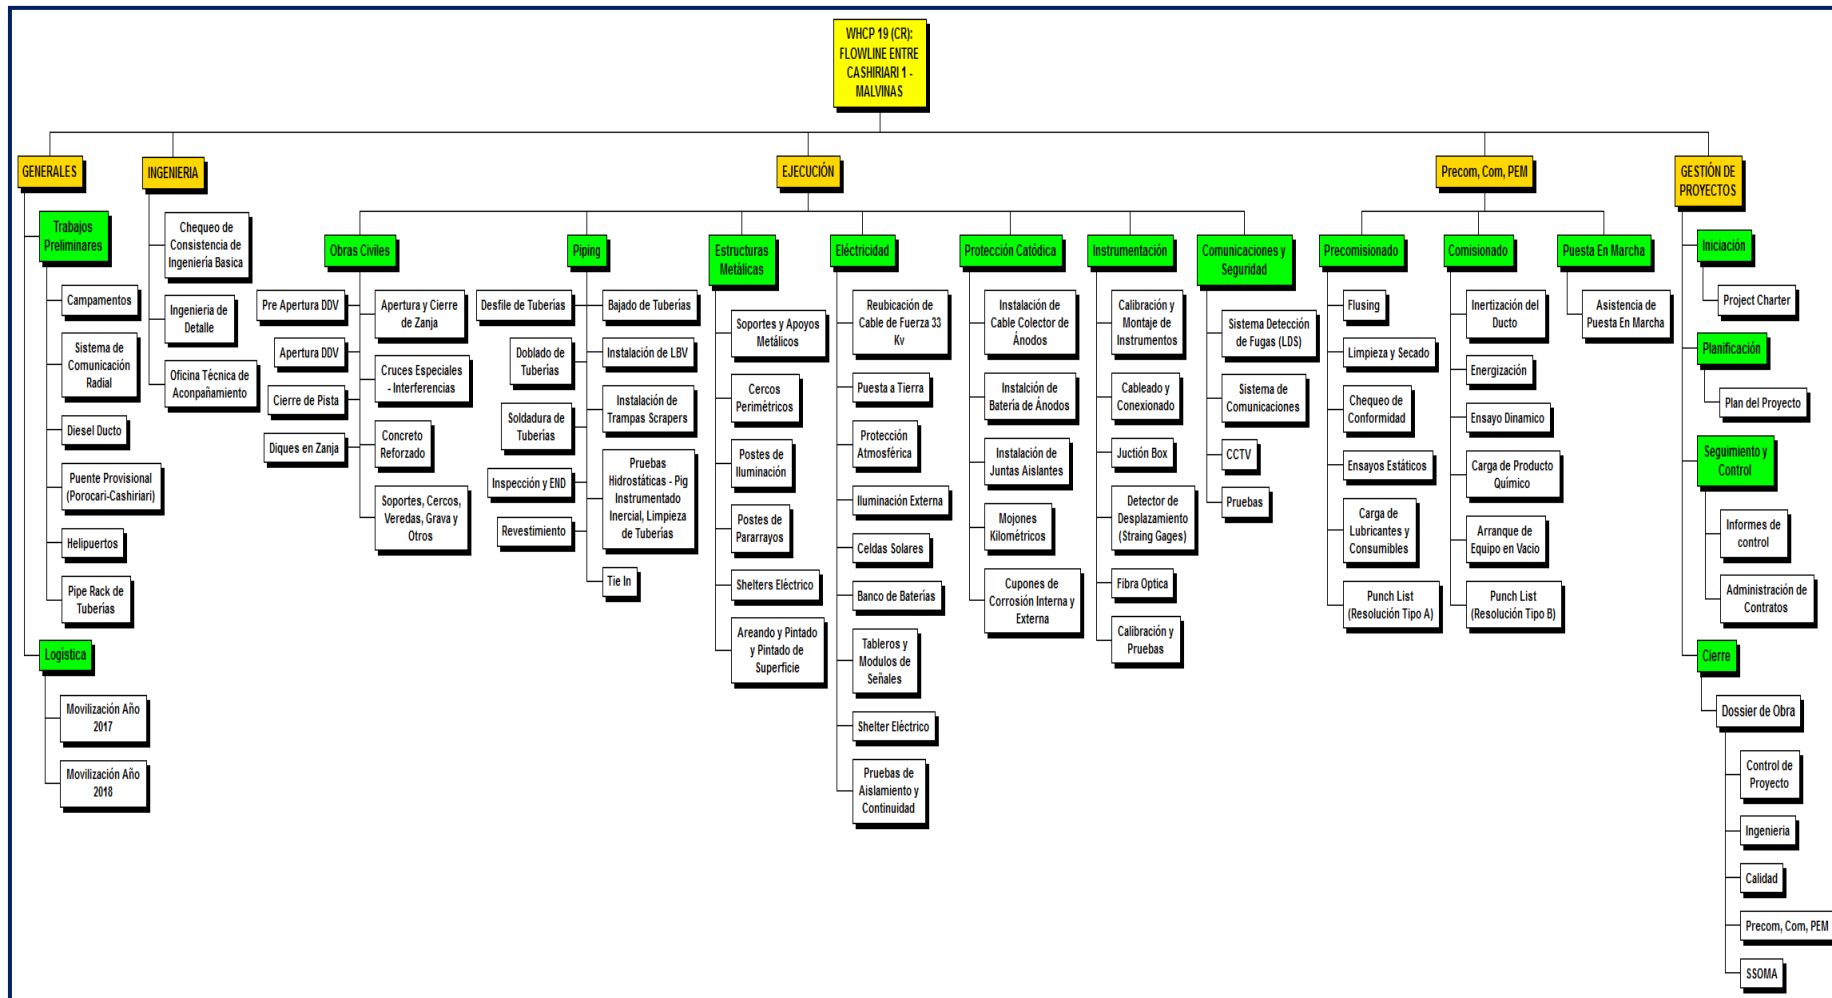 WHCP 19 (CR):
FLOWLINE ENTRE
CASHIRIARI 1 -
MALVINAS
GENERALES
Trabajos
Preliminares
Campamentos
Sistema de
Comunicación
Radial
Diesel Ducto
Puente Provisional
(Porocari-Cashiriari)
Helipuertos
Pipe Rack de
Tuberías
Logística
Movilización Año
2017
Movilización Año
2018
INGENIERIA
Chequeo de
Consistencia de
Ingeniería Basica
Ingenieria de
Detalle
Oficina Técnica de
Aconpañamiento
EJECUCIÓN
Obras Civiles
Pre Apertura DDV
Apertura DDV
Cierre de Pista
Diques en Zanja
Apertura y Cierre
de Zanja
Cruces Especiales
- Interferencias
Concreto
Reforzado
Soportes, Cercos,
Veredas, Grava y
Otros
Piping
Desfile de Tuberías
Doblado de
Tuberías
Soldadura de
Tuberías
Inspección y END
Revestimiento
Bajado de Tuberías
Instalación de LBV
Instalación de
Trampas Scrapers
Pruebas
Hidrostáticas - Pig
Instrumentado
Inercial, Limpieza
de Tuberías
Tie In
Estructuras
Metálicas
Soportes y Apoyos
Metálicos
Cercos
Perimétricos
Postes de
Iluminación
Postes de
Pararrayos
Shelters Eléctrico
Areando y Pintado
y Pintado de
Superficie
Eléctricidad
Reubicación de
Cable de Fuerza 33
Kv
Puesta a Tierra
Protección
Atmosférica
Iluminación Externa
Celdas Solares
Banco de Baterías
Tableros y
Modulos de
Señales
Shelter Eléctrico
Pruebas de
Aislamiento y
Continuidad
Protección Catódica
Instalación de
Cable Colector de
Ánodos
Instalción de
Batería de Ánodos
Instalación de
Juntas Aislantes
Mojones
Kilométricos
Cupones de
Corrosión Interna y
Externa
Instrumentación
Calibración y
Montaje de
Instrumentos
Cableado y
Conexionado
Juctión Box
Detector de
Desplazamiento
(Straing Gages)
Fibra Optica
Calibración y
Pruebas
Comunicaciones y
Seguridad
Sistema Detección
de Fugas (LDS)
Sistema de
Comunicaciones
CCTV
Pruebas
Precom, Com, PEM
Precomisionado
Flusing
Limpieza y Secado
Chequeo de
Conformidad
Ensayos Estáticos
Carga de
Lubricantes y
Consumibles
Punch List
(Resolución Tipo A)
Comisionado
Inertización del
Ducto
Energización
Ensayo Dinamico
Carga de Producto
Químico
Arranque de
Equipo en Vacio
Punch List
(Resolución Tipo B)
Puesta En Marcha
Asistencia de
Puesta En Marcha
GESTIÓN DE
PROYECTOS
Iniciación
Project Charter
Planificación
Plan del Proyecto
Seguimiento y
Control
Informes de
control
Administración de
Contratos
Cierre
Dossier de Obra
Control de
Proyecto
Ingenieria
Calidad
Precom, Com, PEM
SSOMA